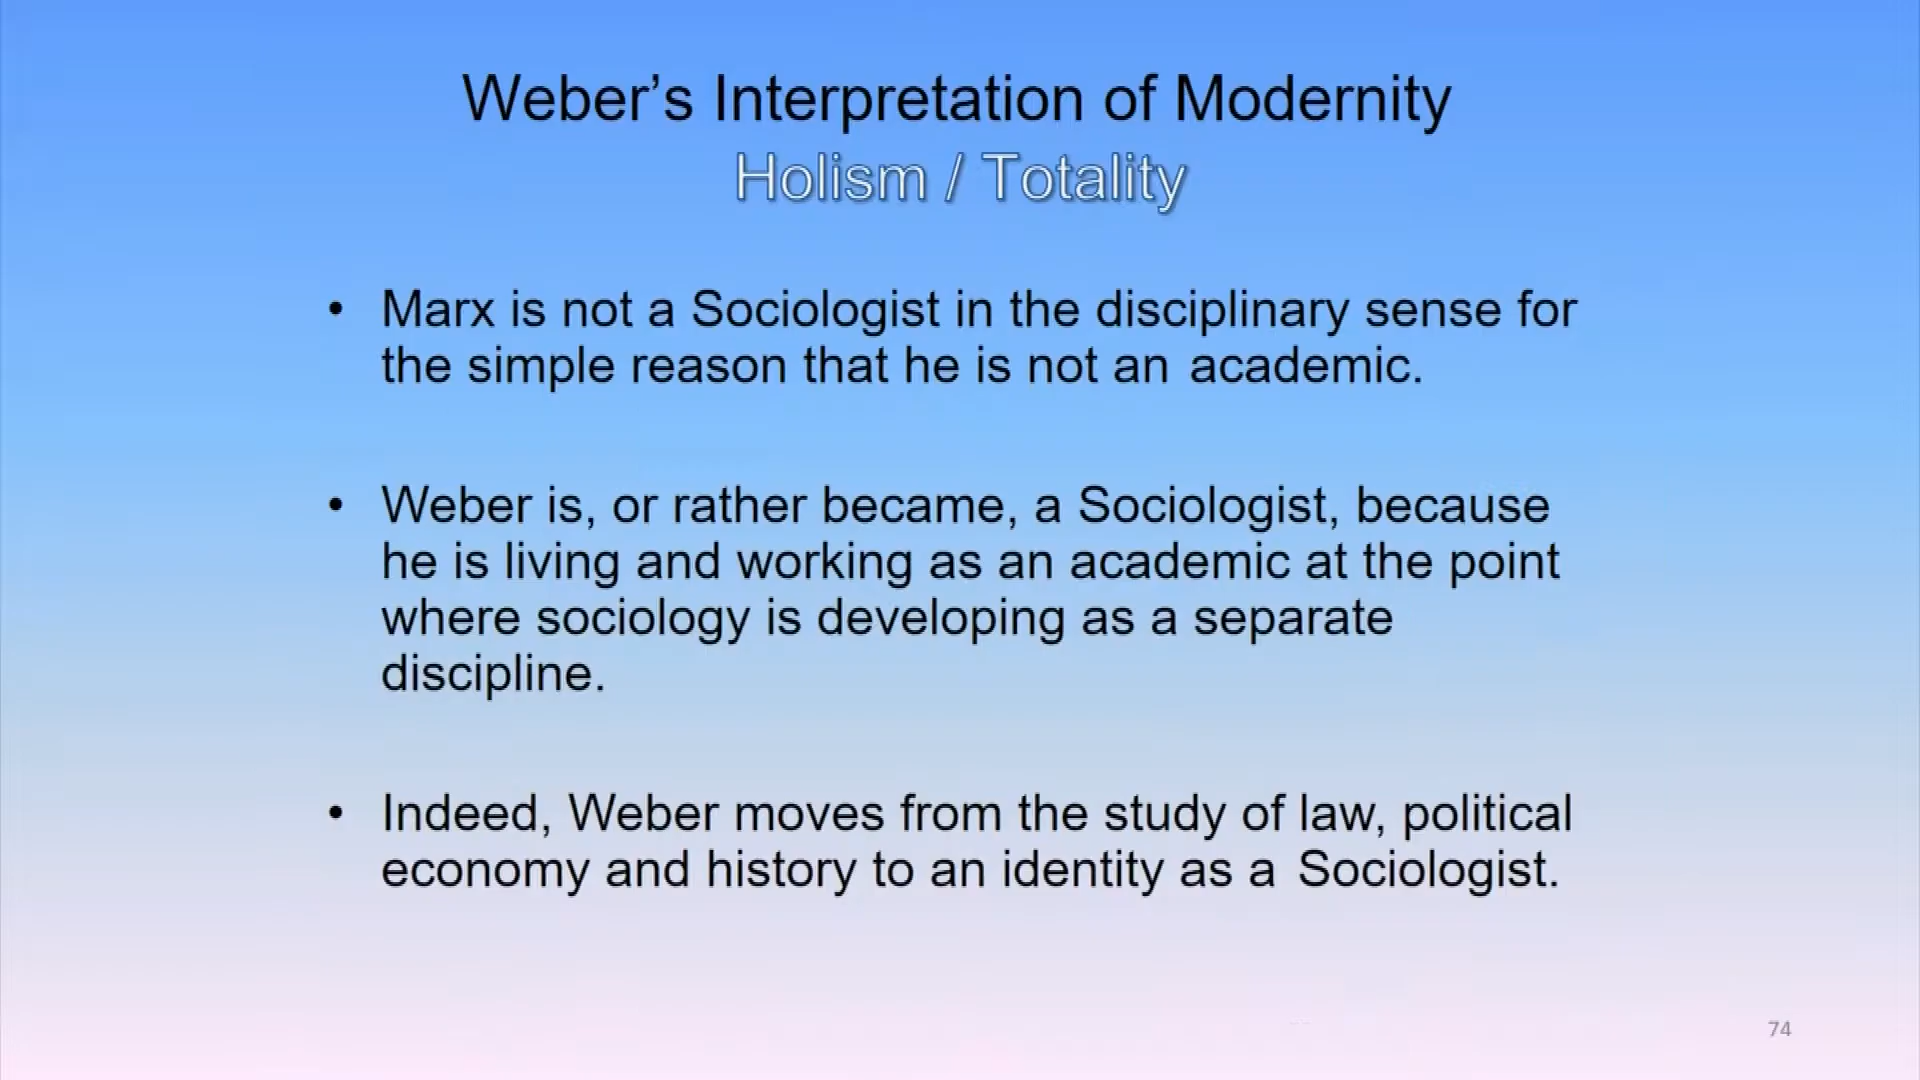 Weber’s Interpretation of Modernity
Holism / Totality
• Marx is not a Sociologist in the disciplinary sense for
the simple reason that he is not an academic.
• Weber is, or rather became, a Sociologist, because
he is living and working as an academic at the point
where sociology is developing as a separate
discipline.
• Indeed, Weber moves from the study of law, political
economy and history to an identity as a Sociologist.
74